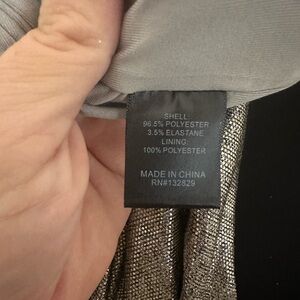 SHELL
96.5% POLYESTER
3.5% ELASTANE
LINING:
100% POLYESTER
MADE IN CHINA
RN#132829